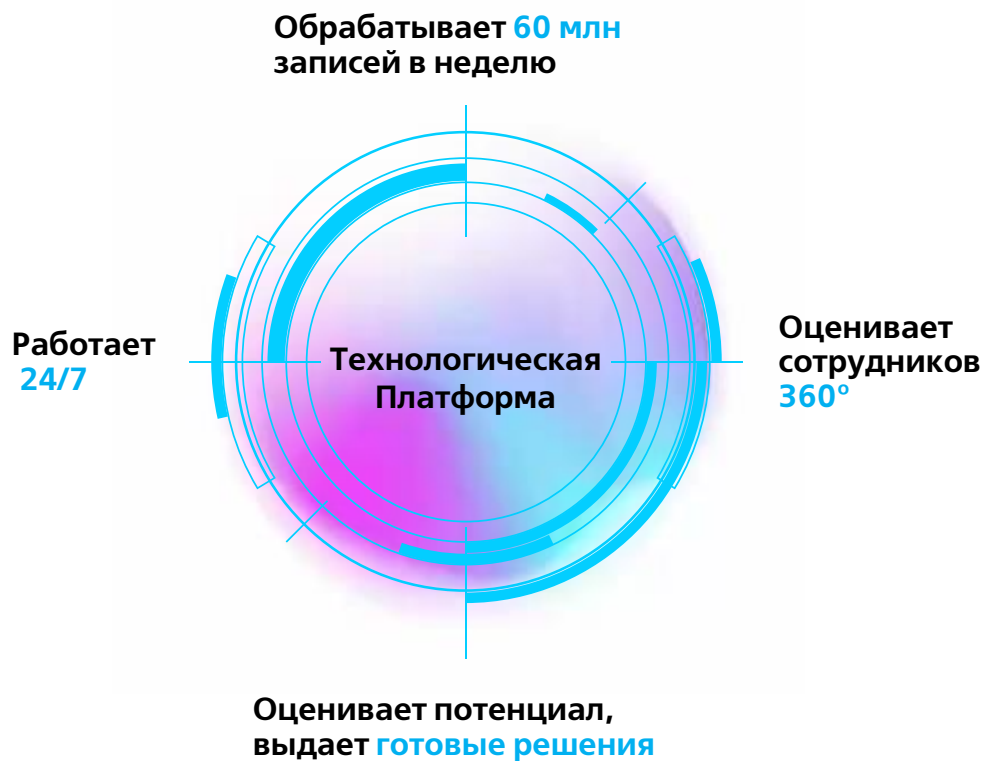 Обрабатывает 60 млн
записей в неделю
Работает
24/7
Технологическая
Платформа
Оценивает
сотрудников
360°
Оценивает потенциал,
выдает готовые решения